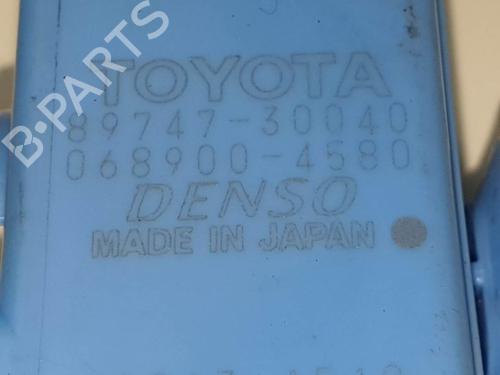 B-PARTS
TOYOTA
89747-30040
068900-4580
DENSO
MADE IN JAPAN